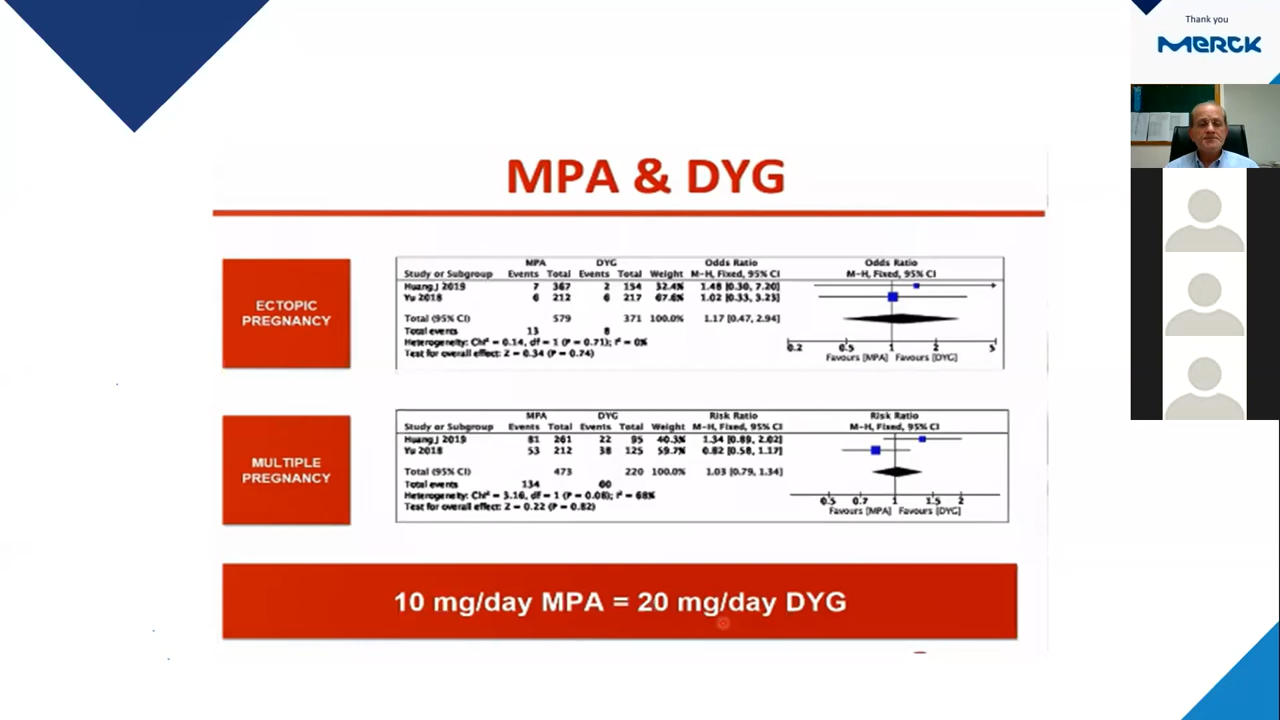 Thank you
MERCK
MPA & DYG
ECTOPIC
PREGNANCY
MPA DYG Odds Ratio Odds Ratio
Study or Subgroup Events Total Events Total Weight M-H, Fixed, 95% CI M-H, Fixed, 95% CI
Huang J 2019 7 367 2 154 32.4% 1.48 [0.30, 7.20]
Yu 2018 6 212 6 217 67.6% 1.02 [0.33, 3.23]
Total (95% CI) 579 371 100.0% 1.17 [0.47, 2.94]
Total events 13 8
Heterogeneity: Chi² = 0.14, df = 1 (P = 0.71); I² = 0%
Test for overall effect: Z = 0.34 (P = 0.74)
0.2 0.5 1 2 5
Favours [MPA] Favours [DYG]
MULTIPLE
PREGNANCY
MPA DYG Risk Ratio Risk Ratio
Study or Subgroup Events Total Events Total Weight M-H, Fixed, 95% CI M-H, Fixed, 95% CI
Huang J 2019 81 261 22 95 40.3% 1.34 [0.89, 2.02]
Yu 2018 53 212 38 125 59.7% 0.82 [0.58, 1.17]
Total (95% CI) 473 220 100.0% 1.03 [0.79, 1.34]
Total events 134 60
Heterogeneity: Chi² = 3.16, df = 1 (P = 0.08); I² = 68%
Test for overall effect: Z = 0.22 (P = 0.82)
0.5 0.7 1 1.5 2
Favours [MPA] Favours [DYG]
10 mg/day MPA = 20 mg/day DYG